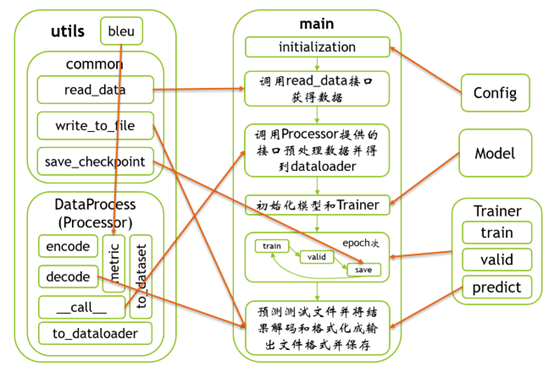 utils
bleu
common
read_data
write_to_file
save_checkpoint
DataProcess
(Processor)
encode
decode
__call__
metric
to_dataset
to_dataloader
main
initialization
调用read_data接口
获得数据
调用Processor提供的
接口预处理数据并得
到dataloader
初始化模型和Trainer
epoch次
train
valid
save
预测测试文件并将结
果解码和格式化成输
出文件格式并保存
Config
Model
Trainer
train
valid
predict